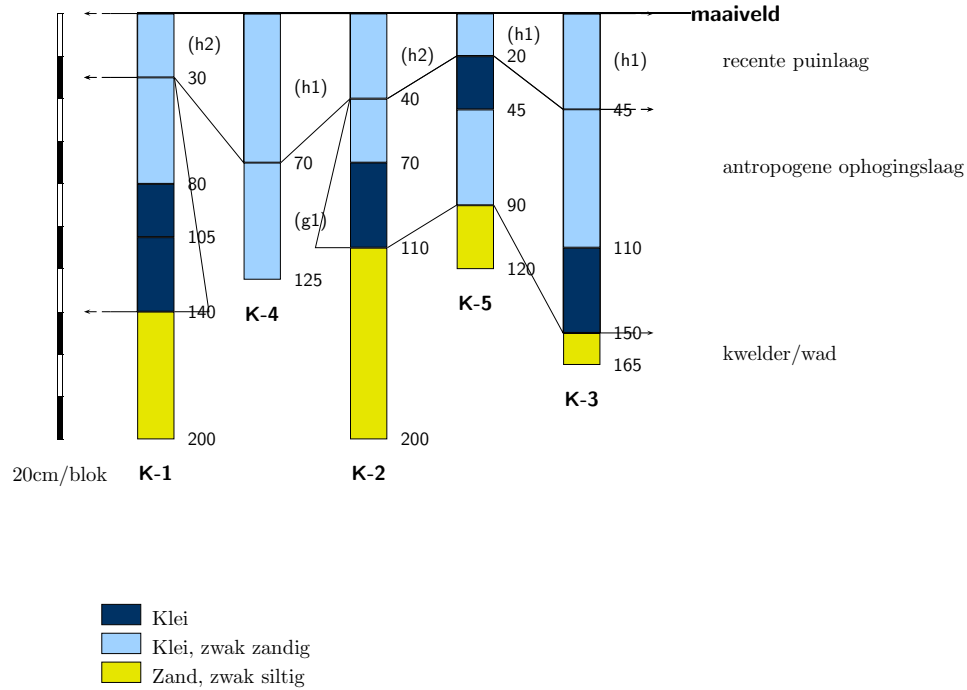 maaiveld
(h2)
30
80
105
140
200
K-1
(h1)
70
(g1)
125
K-4
(h2)
40
70
110
200
K-2
(h1)
20
45
90
120
K-5
(h1)
45
110
150
165
K-3
recente puinlaag
antropogene ophogingslaag
kwelder/wad
20cm/blok
Klei
Klei, zwak zandig
Zand, zwak siltig